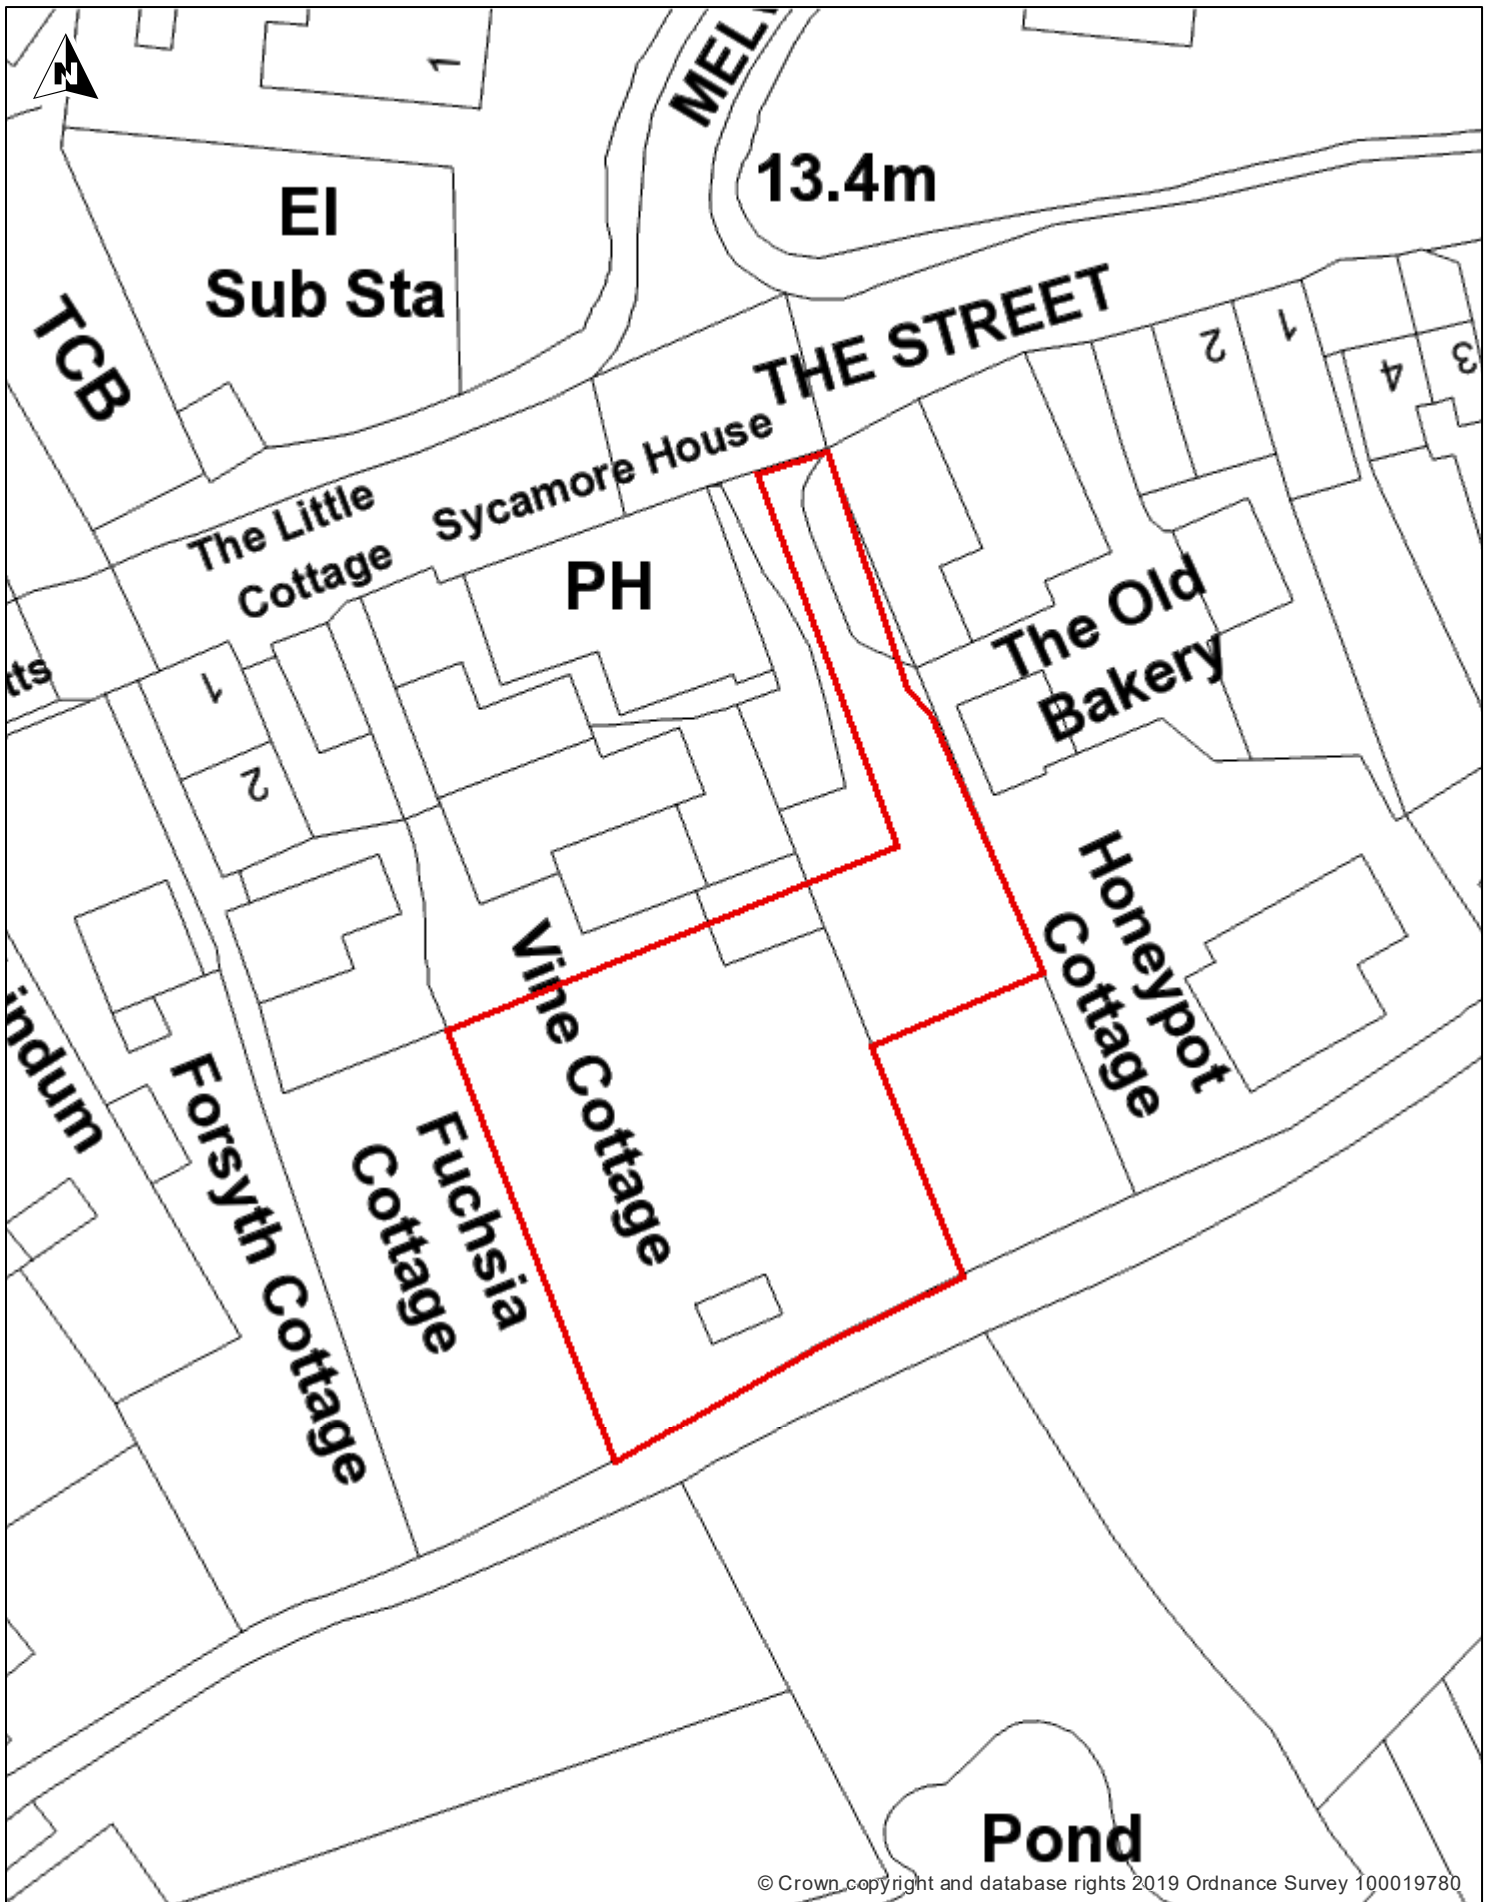 N
1
MEL
13.4m
El
Sub Sta
TCB
THE STREET
2
1
4
3
Sycamore House
The Little
Cottage
PH
The Old
Bakery
tts
1
2
Honeypot
Cottage
Vine Cottage
indum
Forsyth Cottage
Fuchsia
Cottage
Pond
© Crown copyright and database rights 2019 Ordnance Survey 100019780